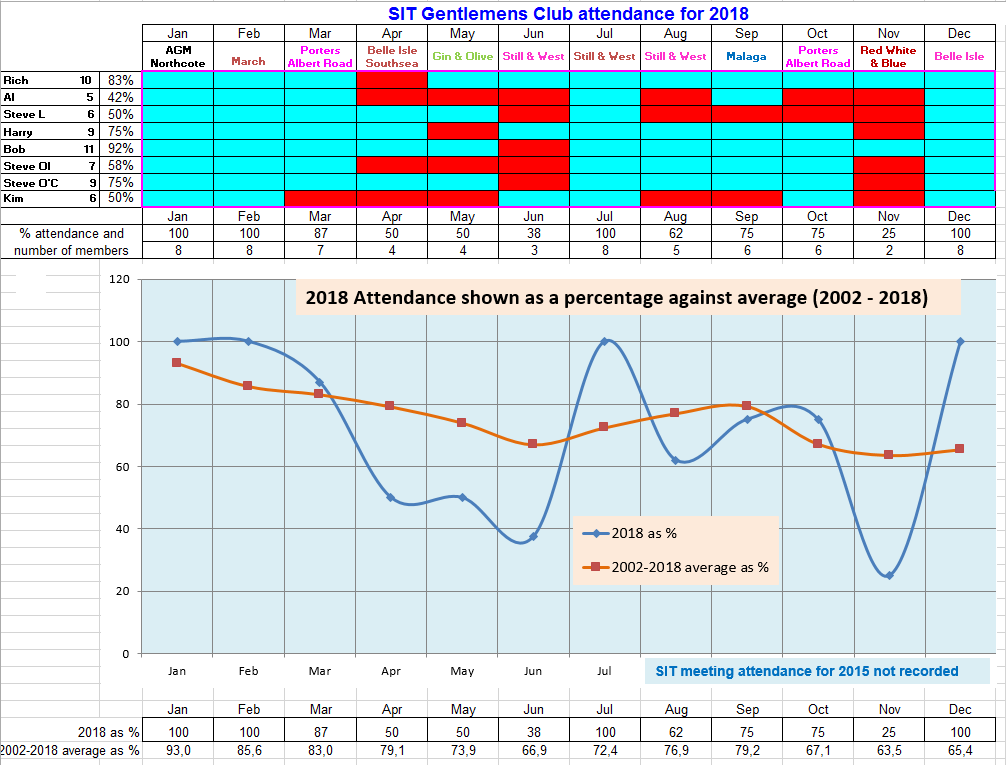 SIT Gentlemens Club attendance for 2018
Jan Feb Mar Apr May Jun Jul Aug Sep Oct Nov Dec
AGM Northcote March Porters Albert Road Belle Isle Southsea Gin & Olive Still & West Still & West Still & West Malaga Porters Albert Road Red White & Blue Belle Isle
Rich 10 83%
Al 5 42%
Steve L 6 50%
Harry 9 75%
Bob 11 92%
Steve Ol 7 58%
Steve O'C 9 75%
Kim 6 50%
Jan Feb Mar Apr May Jun Jul Aug Sep Oct Nov Dec
% attendance and 100 100 87 50 50 38 100 62 75 75 25 100
number of members 8 8 7 4 4 3 8 5 6 6 2 8
120
2018 Attendance shown as a percentage against average (2002 - 2018)
100
80
60
40
2018 as %
2002-2018 average as %
20
0
Jan Feb Mar Apr May Jun Jul
SIT meeting attendance for 2015 not recorded
Jan Feb Mar Apr May Jun Jul Aug Sep Oct Nov Dec
2018 as % 100 100 87 50 50 38 100 62 75 75 25 100
2002-2018 average as % 93,0 85,6 83,0 79,1 73,9 66,9 72,4 76,9 79,2 67,1 63,5 65,4